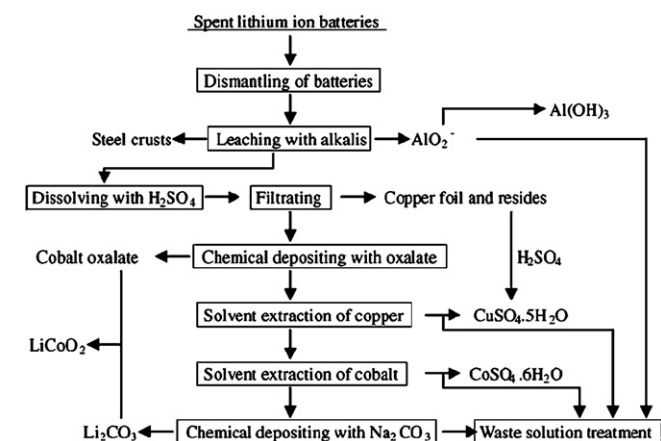 Spent lithium ion batteries
Dismantling of batteries
Al(OH)₃
Steel crusts Leaching with alkalis AlO₂⁻
Dissolving with H₂SO₄ Filtrating Copper foil and resides
Cobalt oxalate Chemical depositing with oxalate H₂SO₄
Solvent extraction of copper CuSO₄.5H₂O
LiCoO₂
Solvent extraction of cobalt CoSO₄.6H₂O
Li₂CO₃ Chemical depositing with Na₂CO₃ Waste solution treatment